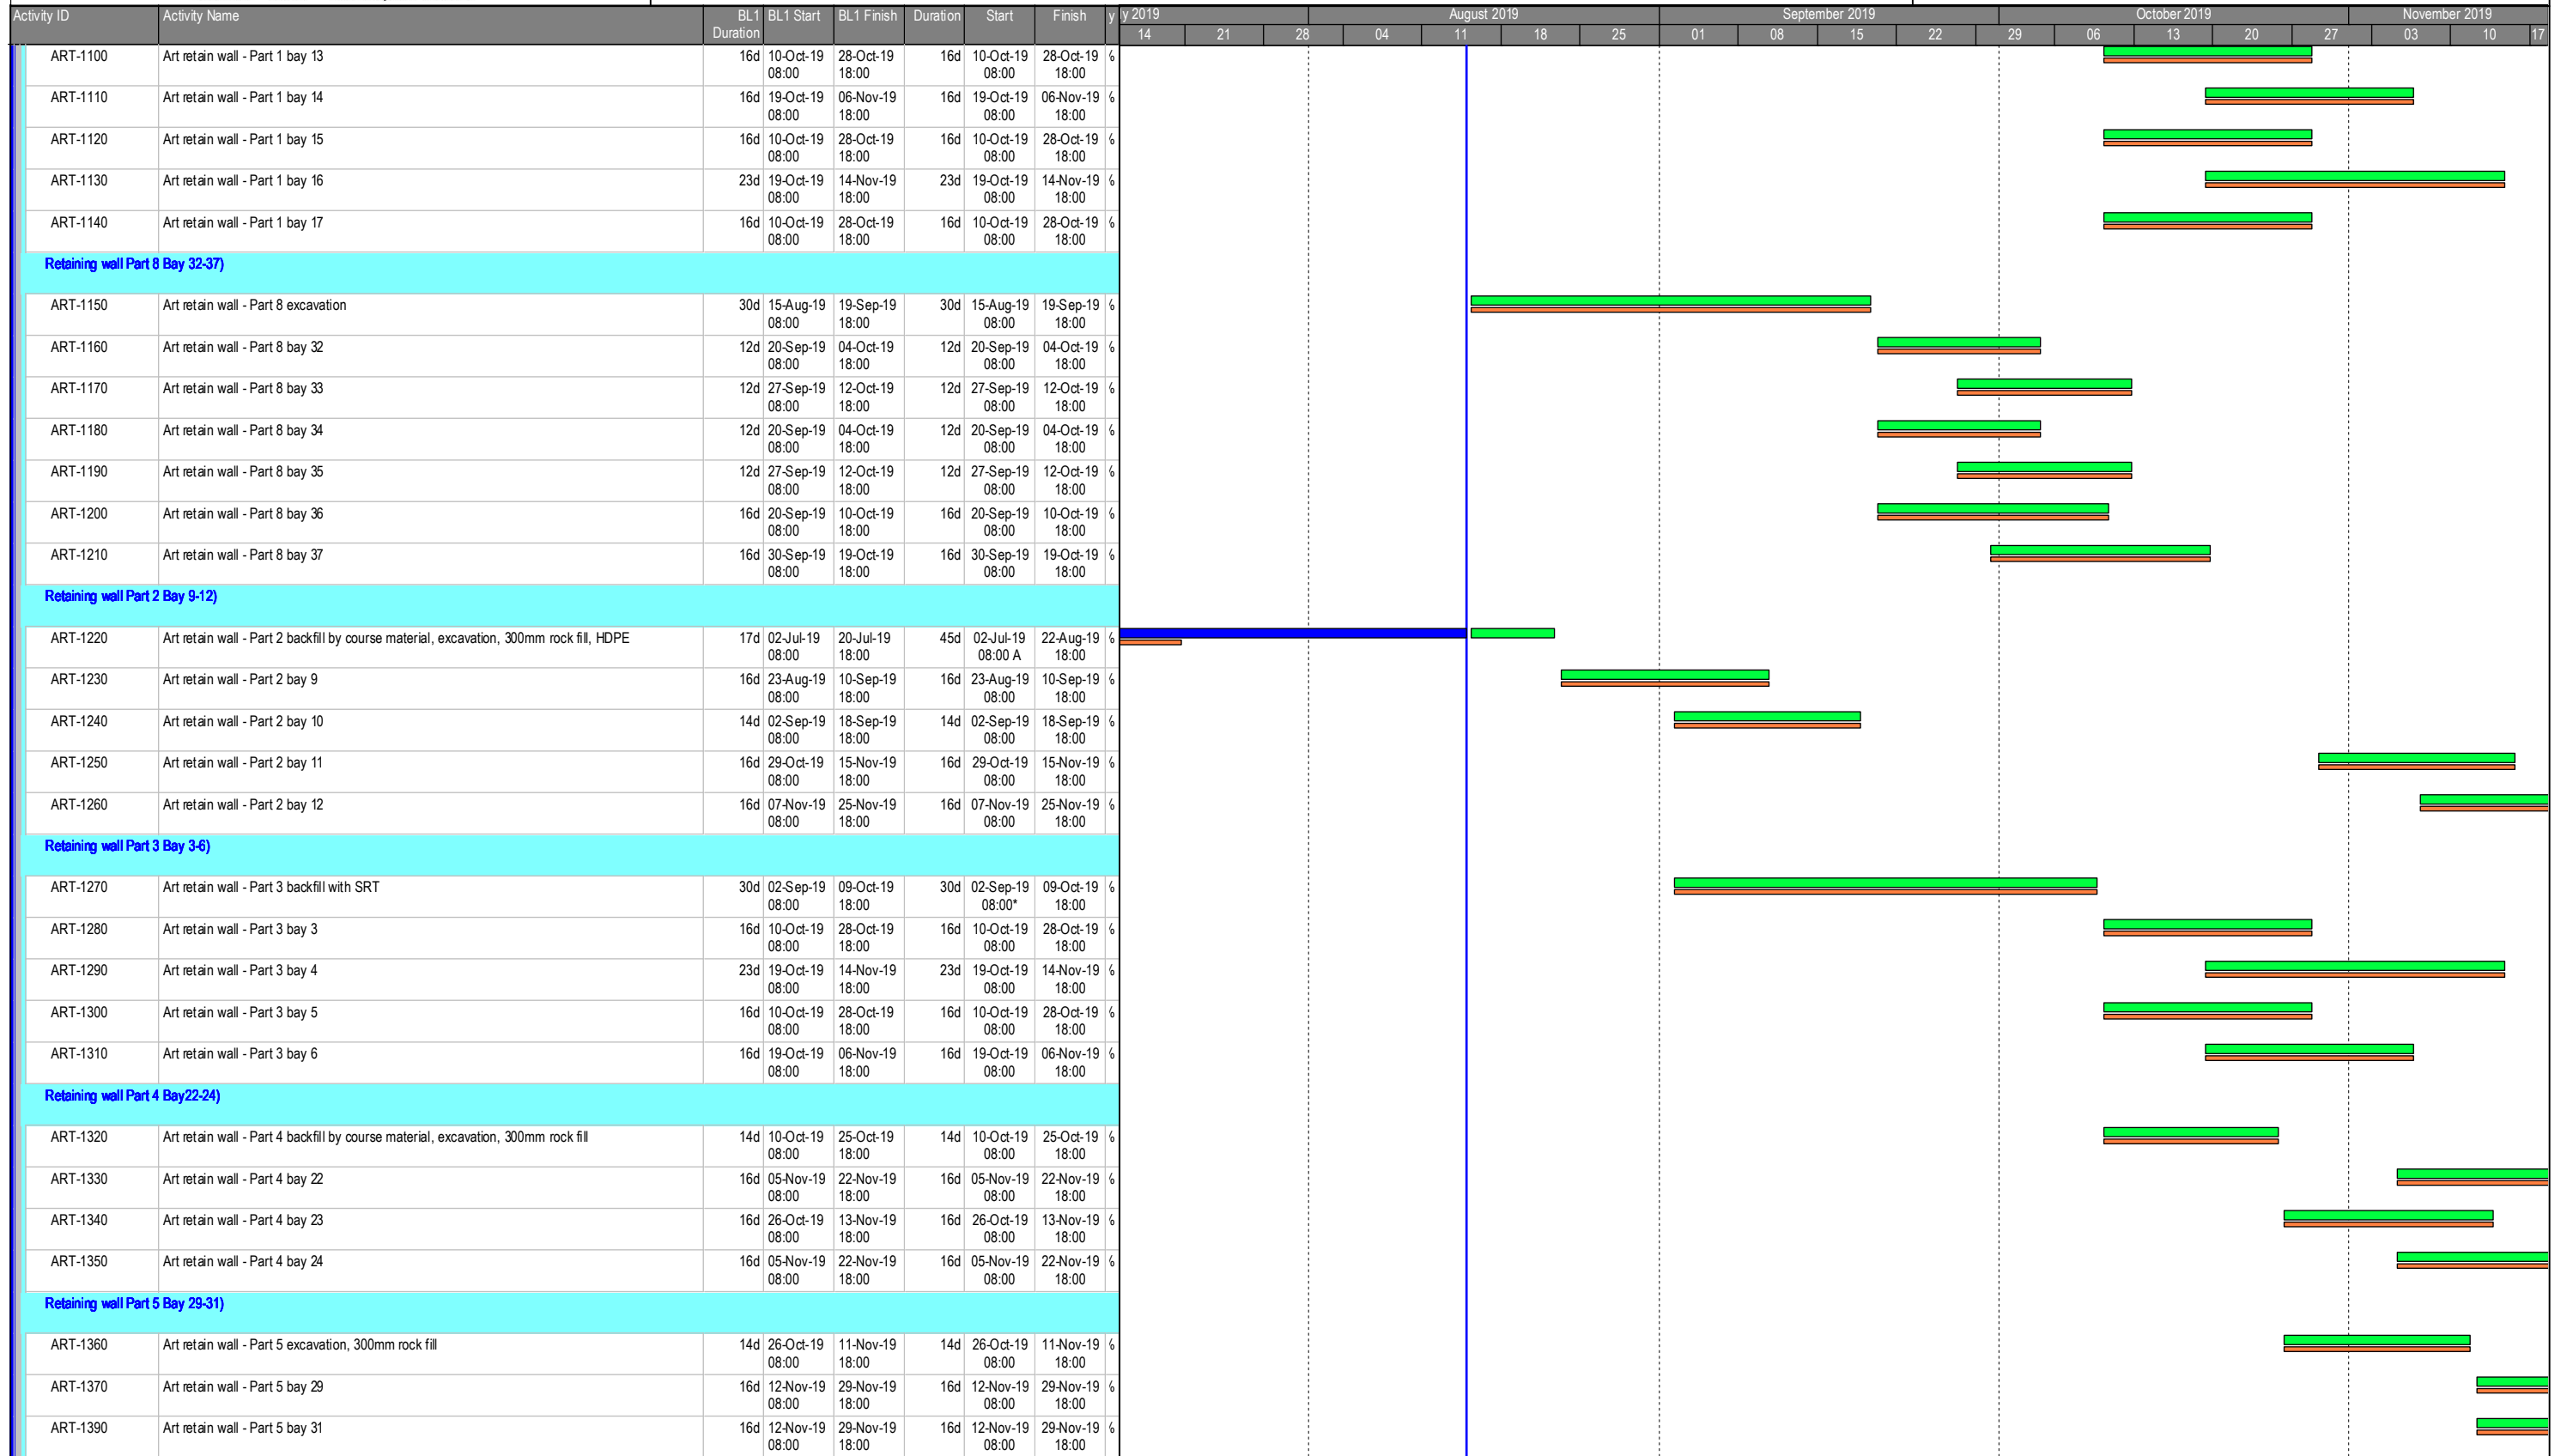 Activity ID Activity Name BL1 Duration BL1 Start BL1 Finish Duration Start Finish y
y 2019 August 2019 September 2019 October 2019 November 2019
14 21 28 04 11 18 25 01 08 15 22 29 06 13 20 27 03 10 17
ART-1100 Art retain wall - Part 1 bay 13 16d 10-Oct-19 28-Oct-19 16d 10-Oct-19 28-Oct-19
08:00 18:00 08:00 18:00
ART-1110 Art retain wall - Part 1 bay 14 16d 19-Oct-19 06-Nov-19 16d 19-Oct-19 06-Nov-19
08:00 18:00 08:00 18:00
ART-1120 Art retain wall - Part 1 bay 15 16d 10-Oct-19 28-Oct-19 16d 10-Oct-19 28-Oct-19
08:00 18:00 08:00 18:00
ART-1130 Art retain wall - Part 1 bay 16 23d 19-Oct-19 14-Nov-19 23d 19-Oct-19 14-Nov-19
08:00 18:00 08:00 18:00
ART-1140 Art retain wall - Part 1 bay 17 16d 10-Oct-19 28-Oct-19 16d 10-Oct-19 28-Oct-19
08:00 18:00 08:00 18:00
Retaining wall Part 8 Bay 32-37)
ART-1150 Art retain wall - Part 8 excavation 30d 15-Aug-19 19-Sep-19 30d 15-Aug-19 19-Sep-19
08:00 18:00 08:00 18:00
ART-1160 Art retain wall - Part 8 bay 32 12d 20-Sep-19 04-Oct-19 12d 20-Sep-19 04-Oct-19
08:00 18:00 08:00 18:00
ART-1170 Art retain wall - Part 8 bay 33 12d 27-Sep-19 12-Oct-19 12d 27-Sep-19 12-Oct-19
08:00 18:00 08:00 18:00
ART-1180 Art retain wall - Part 8 bay 34 12d 20-Sep-19 04-Oct-19 12d 20-Sep-19 04-Oct-19
08:00 18:00 08:00 18:00
ART-1190 Art retain wall - Part 8 bay 35 12d 27-Sep-19 12-Oct-19 12d 27-Sep-19 12-Oct-19
08:00 18:00 08:00 18:00
ART-1200 Art retain wall - Part 8 bay 36 16d 20-Sep-19 10-Oct-19 16d 20-Sep-19 10-Oct-19
08:00 18:00 08:00 18:00
ART-1210 Art retain wall - Part 8 bay 37 16d 30-Sep-19 19-Oct-19 16d 30-Sep-19 19-Oct-19
08:00 18:00 08:00 18:00
Retaining wall Part 2 Bay 9-12)
ART-1220 Art retain wall - Part 2 backfill by course material, excavation, 300mm rock fill, HDPE 17d 02-Jul-19 20-Jul-19 45d 02-Jul-19 22-Aug-19
08:00 18:00 08:00 A 18:00
ART-1230 Art retain wall - Part 2 bay 9 16d 23-Aug-19 10-Sep-19 16d 23-Aug-19 10-Sep-19
08:00 18:00 08:00 18:00
ART-1240 Art retain wall - Part 2 bay 10 14d 02-Sep-19 18-Sep-19 14d 02-Sep-19 18-Sep-19
08:00 18:00 08:00 18:00
ART-1250 Art retain wall - Part 2 bay 11 16d 29-Oct-19 15-Nov-19 16d 29-Oct-19 15-Nov-19
08:00 18:00 08:00 18:00
ART-1260 Art retain wall - Part 2 bay 12 16d 07-Nov-19 25-Nov-19 16d 07-Nov-19 25-Nov-19
08:00 18:00 08:00 18:00
Retaining wall Part 3 Bay 3-6)
ART-1270 Art retain wall - Part 3 backfill with SRT 30d 02-Sep-19 09-Oct-19 30d 02-Sep-19 09-Oct-19
08:00 18:00 08:00* 18:00
ART-1280 Art retain wall - Part 3 bay 3 16d 10-Oct-19 28-Oct-19 16d 10-Oct-19 28-Oct-19
08:00 18:00 08:00 18:00
ART-1290 Art retain wall - Part 3 bay 4 23d 19-Oct-19 14-Nov-19 23d 19-Oct-19 14-Nov-19
08:00 18:00 08:00 18:00
ART-1300 Art retain wall - Part 3 bay 5 16d 10-Oct-19 28-Oct-19 16d 10-Oct-19 28-Oct-19
08:00 18:00 08:00 18:00
ART-1310 Art retain wall - Part 3 bay 6 16d 19-Oct-19 06-Nov-19 16d 19-Oct-19 06-Nov-19
08:00 18:00 08:00 18:00
Retaining wall Part 4 Bay22-24)
ART-1320 Art retain wall - Part 4 backfill by course material, excavation, 300mm rock fill 14d 10-Oct-19 25-Oct-19 14d 10-Oct-19 25-Oct-19
08:00 18:00 08:00 18:00
ART-1330 Art retain wall - Part 4 bay 22 16d 05-Nov-19 22-Nov-19 16d 05-Nov-19 22-Nov-19
08:00 18:00 08:00 18:00
ART-1340 Art retain wall - Part 4 bay 23 16d 26-Oct-19 13-Nov-19 16d 26-Oct-19 13-Nov-19
08:00 18:00 08:00 18:00
ART-1350 Art retain wall - Part 4 bay 24 16d 05-Nov-19 22-Nov-19 16d 05-Nov-19 22-Nov-19
08:00 18:00 08:00 18:00
Retaining wall Part 5 Bay 29-31)
ART-1360 Art retain wall - Part 5 excavation, 300mm rock fill 14d 26-Oct-19 11-Nov-19 14d 26-Oct-19 11-Nov-19
08:00 18:00 08:00 18:00
ART-1370 Art retain wall - Part 5 bay 29 16d 12-Nov-19 29-Nov-19 16d 12-Nov-19 29-Nov-19
08:00 18:00 08:00 18:00
ART-1390 Art retain wall - Part 5 bay 31 16d 12-Nov-19 29-Nov-19 16d 12-Nov-19 29-Nov-19
08:00 18:00 08:00 18:00